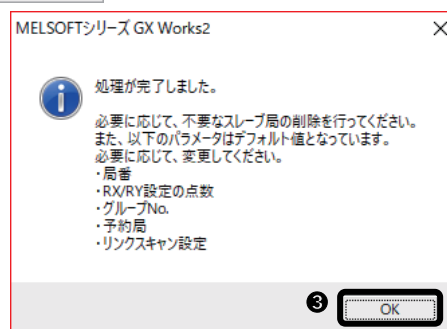 MELSOFTシリーズ GX Works2
処理が完了しました。
必要に応じて、不要なスレーブ局の削除を行ってください。
また、以下のパラメータはデフォルト値となっています。
必要に応じて、変更してください。
・局番
・RX/RY設定の点数
・グループNo.
・予約局
・リンクスキャン設定
❸ OK